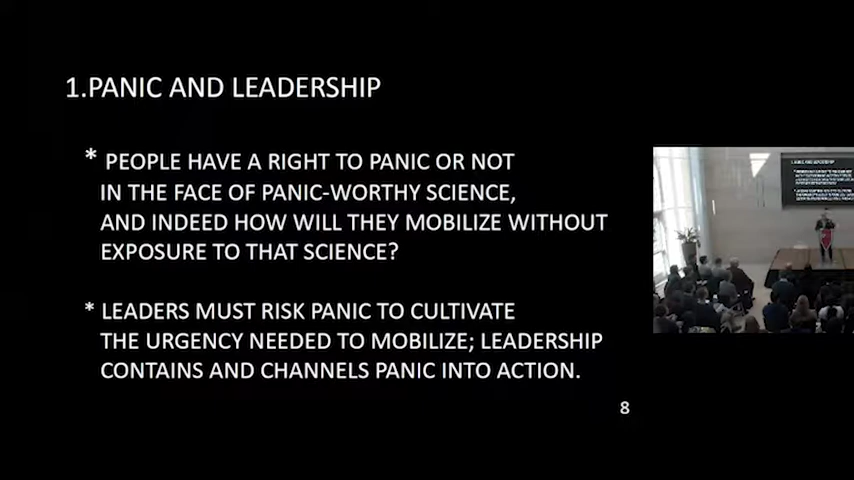 1.PANIC AND LEADERSHIP
* PEOPLE HAVE A RIGHT TO PANIC OR NOT
IN THE FACE OF PANIC-WORTHY SCIENCE,
AND INDEED HOW WILL THEY MOBILIZE WITHOUT
EXPOSURE TO THAT SCIENCE?
* LEADERS MUST RISK PANIC TO CULTIVATE
THE URGENCY NEEDED TO MOBILIZE; LEADERSHIP
CONTAINS AND CHANNELS PANIC INTO ACTION.
8